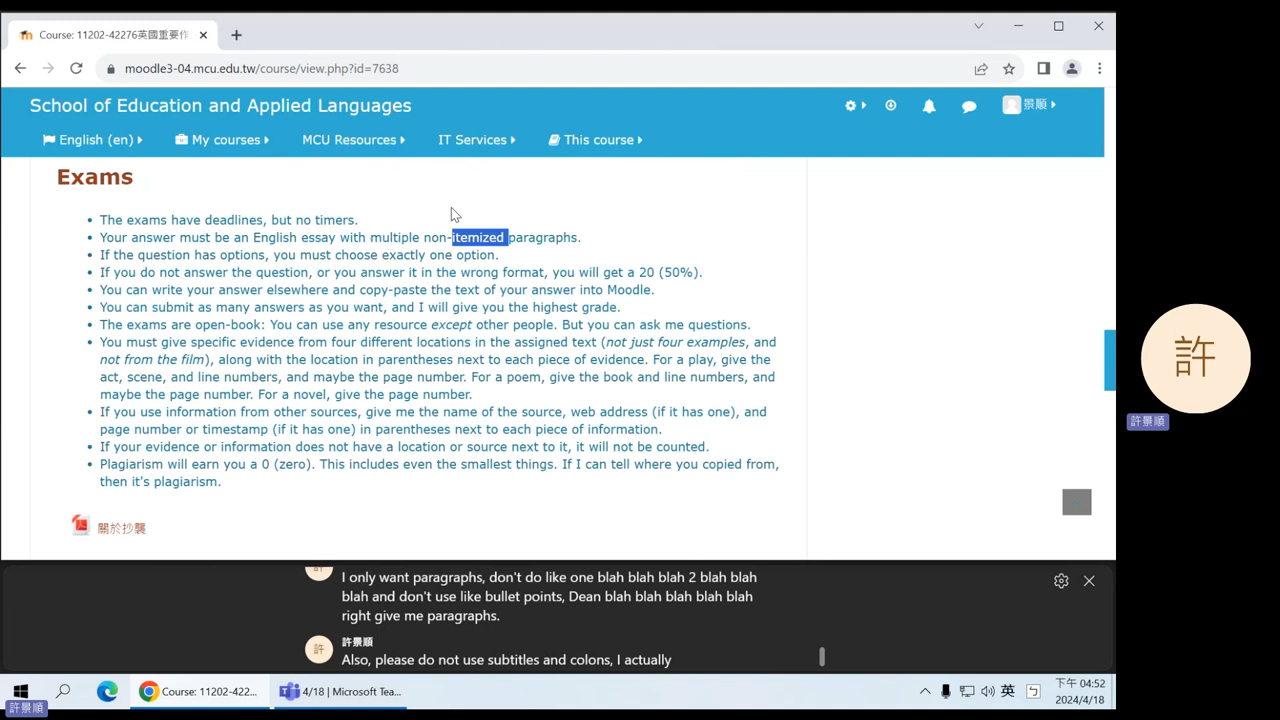 Course: 11202-42276英國重要作
moodle3-04.mcu.edu.tw/course/view.php?id=7638
School of Education and Applied Languages
景順
English (en)
My courses
MCU Resources
IT Services
This course
Exams
• The exams have deadlines, but no timers.
• Your answer must be an English essay with multiple non-itemized paragraphs.
• If the question has options, you must choose exactly one option.
• If you do not answer the question, or you answer it in the wrong format, you will get a 20 (50%).
• You can write your answer elsewhere and copy-paste the text of your answer into Moodle.
• You can submit as many answers as you want, and I will give you the highest grade.
• The exams are open-book: You can use any resource except other people. But you can ask me questions.
• You must give specific evidence from four different locations in the assigned text (not just four examples, and
not from the film), along with the location in parentheses next to each piece of evidence. For a play, give the
act, scene, and line numbers, and maybe the page number. For a poem, give the book and line numbers, and
maybe the page number. For a novel, give the page number.
• If you use information from other sources, give me the name of the source, web address (if it has one), and
page number or timestamp (if it has one) in parentheses next to each piece of information.
• If your evidence or information does not have a location or source next to it, it will not be counted.
• Plagiarism will earn you a 0 (zero). This includes even the smallest things. If I can tell where you copied from,
then it's plagiarism.
關於抄襲
許
許景順
I only want paragraphs, don't do like one blah blah blah 2 blah blah
blah and don't use like bullet points, Dean blah blah blah blah blah
right give me paragraphs.
許
許景順
Also, please do not use subtitles and colons, I actually
Course: 11202-422...
4/18 | Microsoft Tea...
英
ㄅ
下午 04:52
2024/4/18
許景順